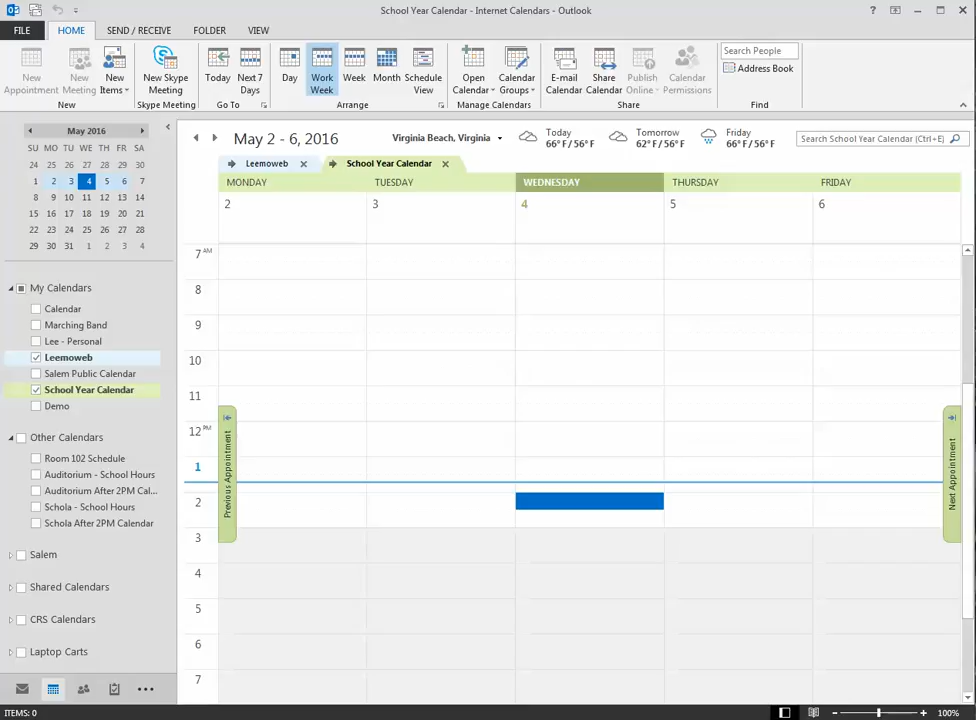 School Year Calendar - Internet Calendars - Outlook
FILE
HOME
SEND / RECEIVE
FOLDER
VIEW
New Appointment
New Meeting
New Items
New
New Skype Meeting
Skype Meeting
Today
Next 7 Days
Go To
Day
Work Week
Week
Month
Schedule View
Arrange
Open Calendar
Calendar Groups
Manage Calendars
E-mail Calendar
Share Calendar
Publish Online
Calendar Permissions
Share
Search People
Address Book
Find
May 2016
SU MO TU WE TH FR SA
24 25 26 27 28 29 30
1 2 3 4 5 6 7
8 9 10 11 12 13 14
15 16 17 18 19 20 21
22 23 24 25 26 27 28
29 30 31 1 2 3 4
My Calendars
Calendar
Marching Band
Lee - Personal
Leemoweb
Salem Public Calendar
School Year Calendar
Demo
Other Calendars
Room 102 Schedule
Auditorium - School Hours
Auditorium After 2PM Cal...
Schola - School Hours
Schola After 2PM Calendar
Salem
Shared Calendars
CRS Calendars
Laptop Carts
May 2 - 6, 2016
Virginia Beach, Virginia
Today
66°F/56°F
Tomorrow
62°F/56°F
Friday
66°F/56°F
Search School Year Calendar (Ctrl+E)
Leemoweb
School Year Calendar
MONDAY TUESDAY WEDNESDAY THURSDAY FRIDAY
2 3 4 5 6
7 AM
8
9
10
11
12 PM
1
2
3
4
5
6
7
Previous Appointment
Next Appointment
ITEMS: 0
100%